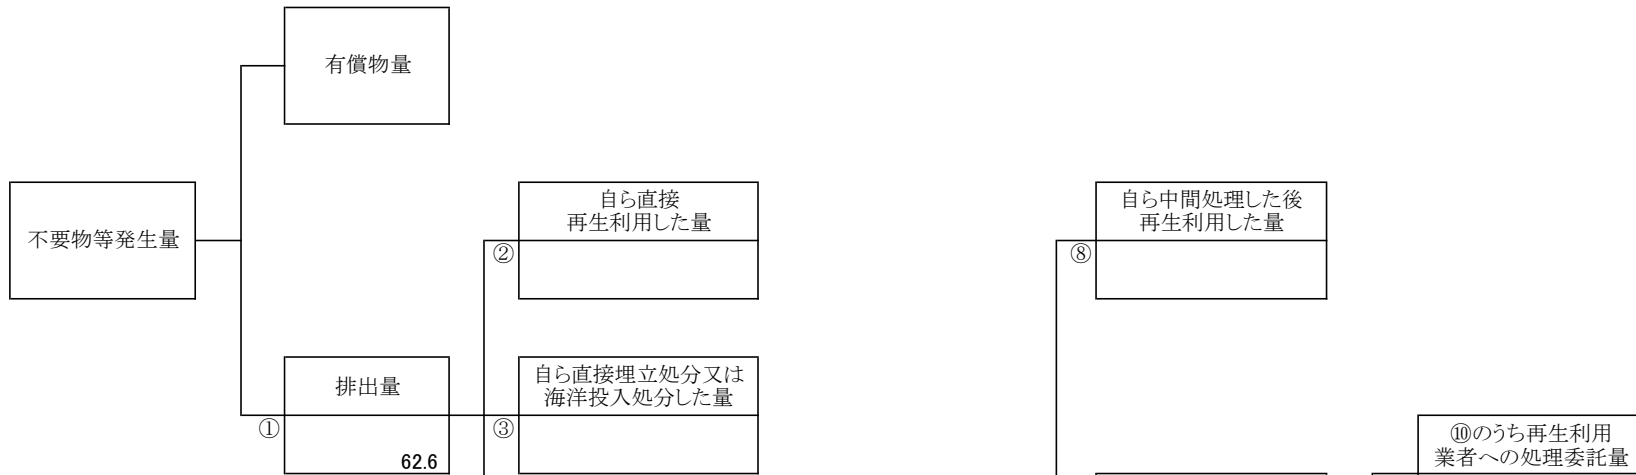 有償物量
不要物等発生量
自ら直接
再生利用した量
②
自ら中間処理した後
再生利用した量
⑧
排出量
①
62.6
自ら直接埋立処分又は
海洋投入処分した量
③
⑩のうち再生利用
業者への処理委託量